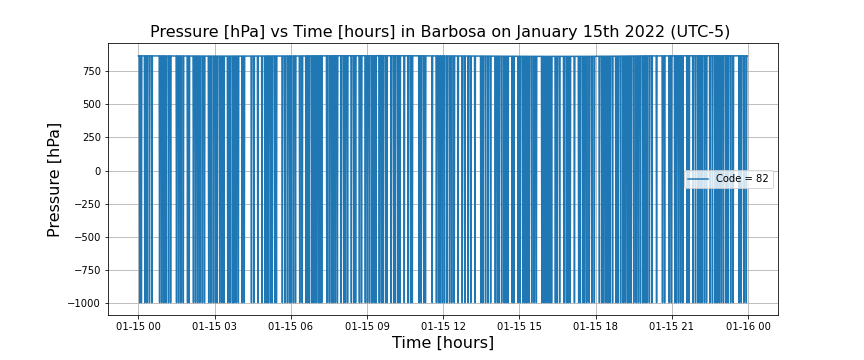 Pressure [hPa] vs Time [hours] in Barbosa on January 15th 2022 (UTC-5)
Pressure [hPa]
750
500
250
0
−250
−500
−750
−1000
Code = 82
01-15 00 01-15 03 01-15 06 01-15 09 01-15 12 01-15 15 01-15 18 01-15 21 01-16 00
Time [hours]